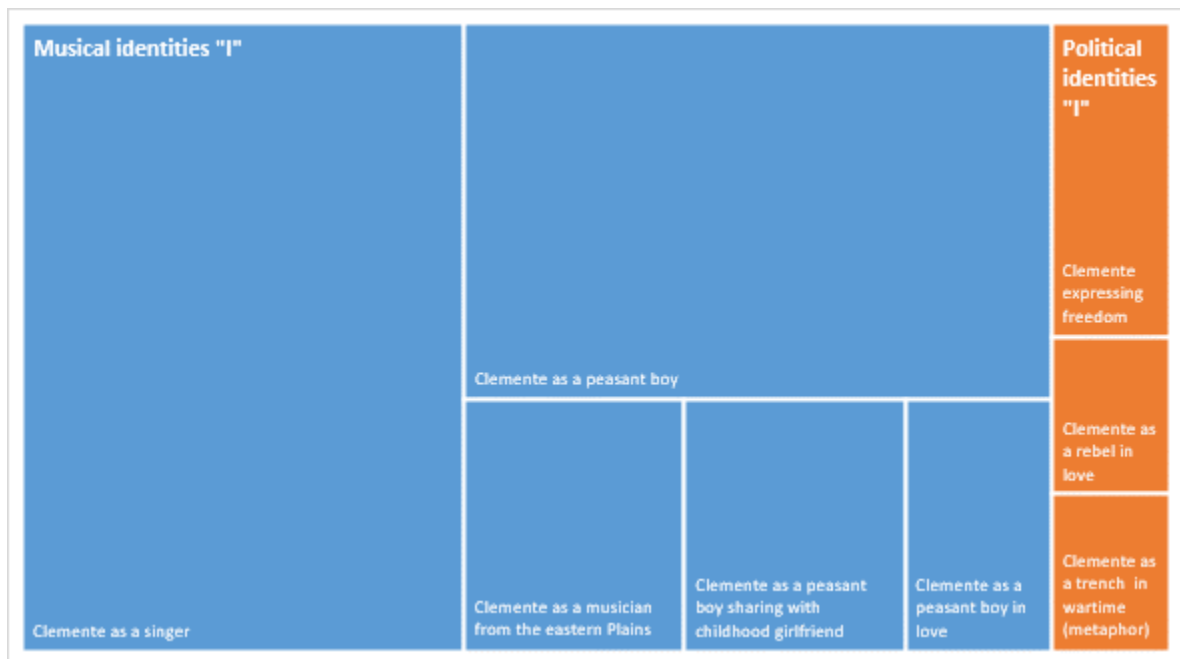 Musical identities "I"
Clemente as a singer
Clemente as a peasant boy
Clemente as a musician
from the eastern Plains
Clemente as a peasant
boy sharing with
childhood girlfriend
Clemente as a
peasant boy in
love
Political
identities
"I"
Clemente
expressing
freedom
Clemente as
a rebel in
love
Clemente as
a trench in
wartime
(metaphor)